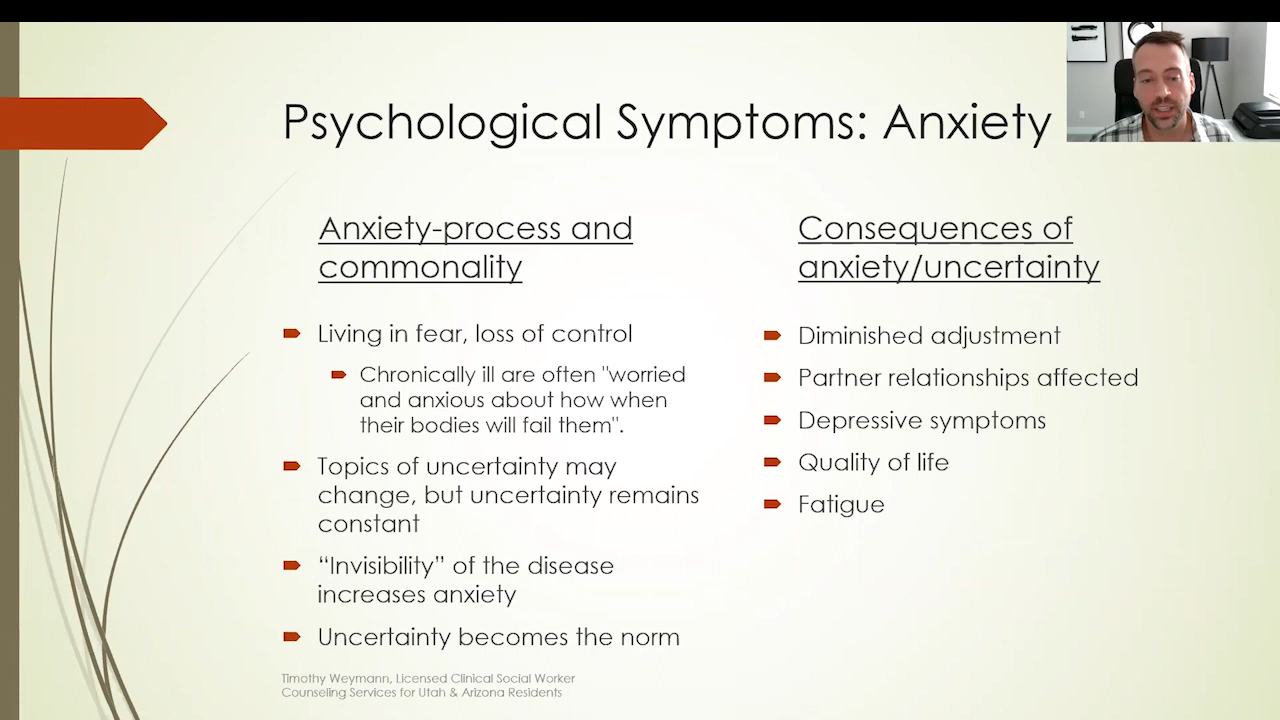 Psychological Symptoms: Anxiety
Anxiety-process and
commonality
Living in fear, loss of control
Chronically ill are often "worried
and anxious about how when
their bodies will fail them".
Topics of uncertainty may
change, but uncertainty remains
constant
“Invisibility” of the disease
increases anxiety
Uncertainty becomes the norm
Consequences of
anxiety/uncertainty
Diminished adjustment
Partner relationships affected
Depressive symptoms
Quality of life
Fatigue
Timothy Weymann, Licensed Clinical Social Worker
Counseling Services for Utah & Arizona Residents